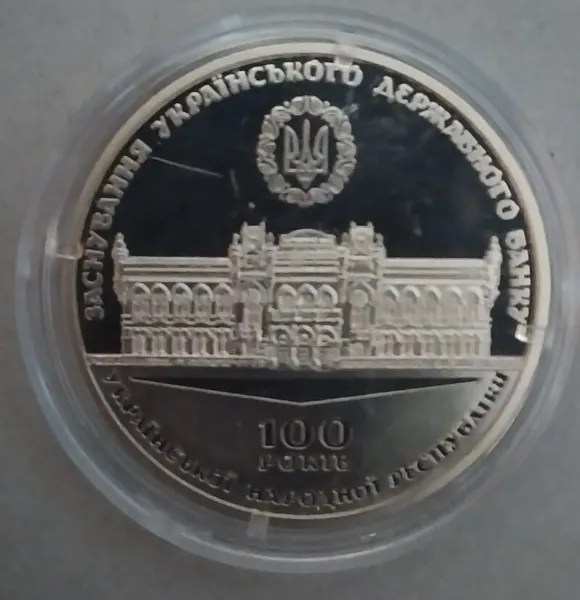 ЗАСНУВАННЯ УКРАЇНСЬКОГО ДЕРЖАВНОГО БАНКУ
100
РОКІВ
УКРАЇНСЬКОЇ НАРОДНОЇ РЕСПУБЛІКИ